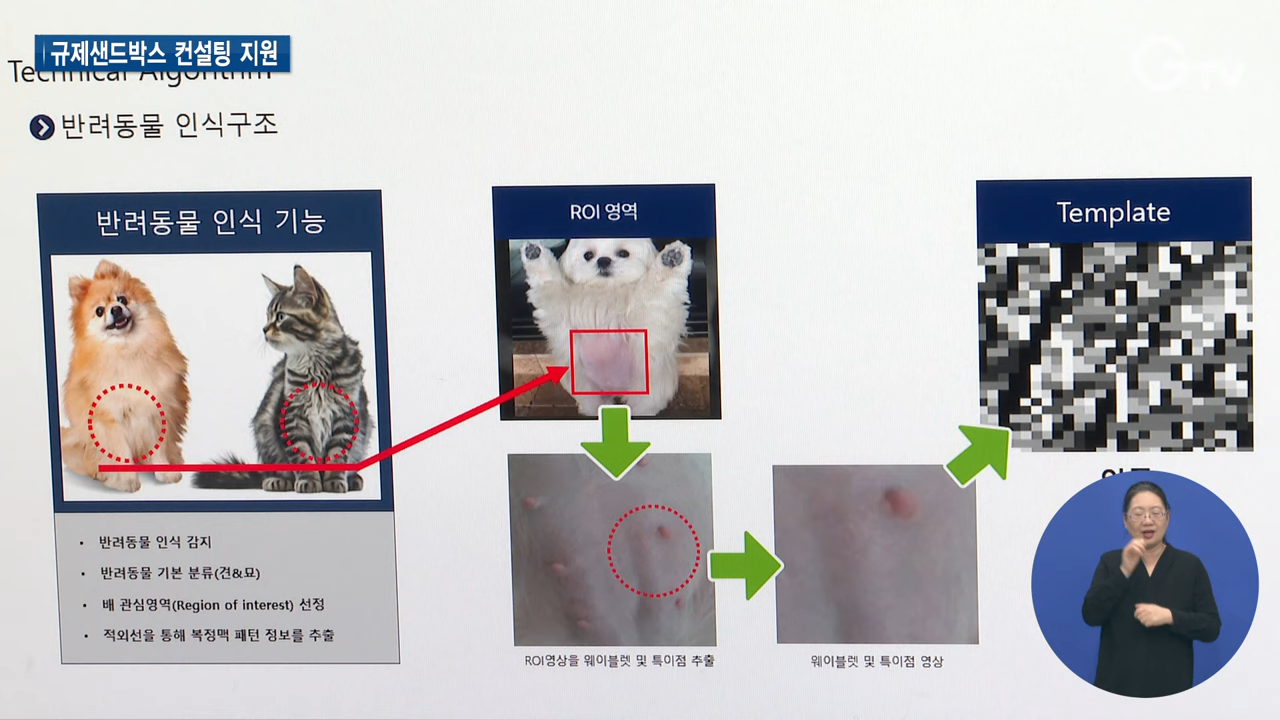 규제샌드박스 컨설팅 지원
GTV
Technical Algorithm
반려동물 인식구조
반려동물 인식 기능
• 반려동물 인식 감지
• 반려동물 기본 분류(견&묘)
• 배 관심영역(Region of interest) 선정
• 적외선을 통해 복정맥 패턴 정보를 추출
ROI 영역
ROI영상을 웨이블렛 및 특이점 추출
웨이블렛 및 특이점 영상
Template